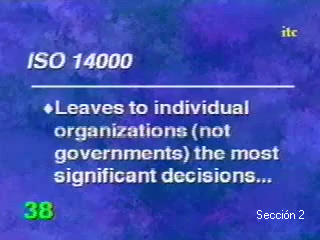 itc
ISO 14000
♦Leaves to individual
organizations (not
governments) the most
significant decisions...
38
Sección 2